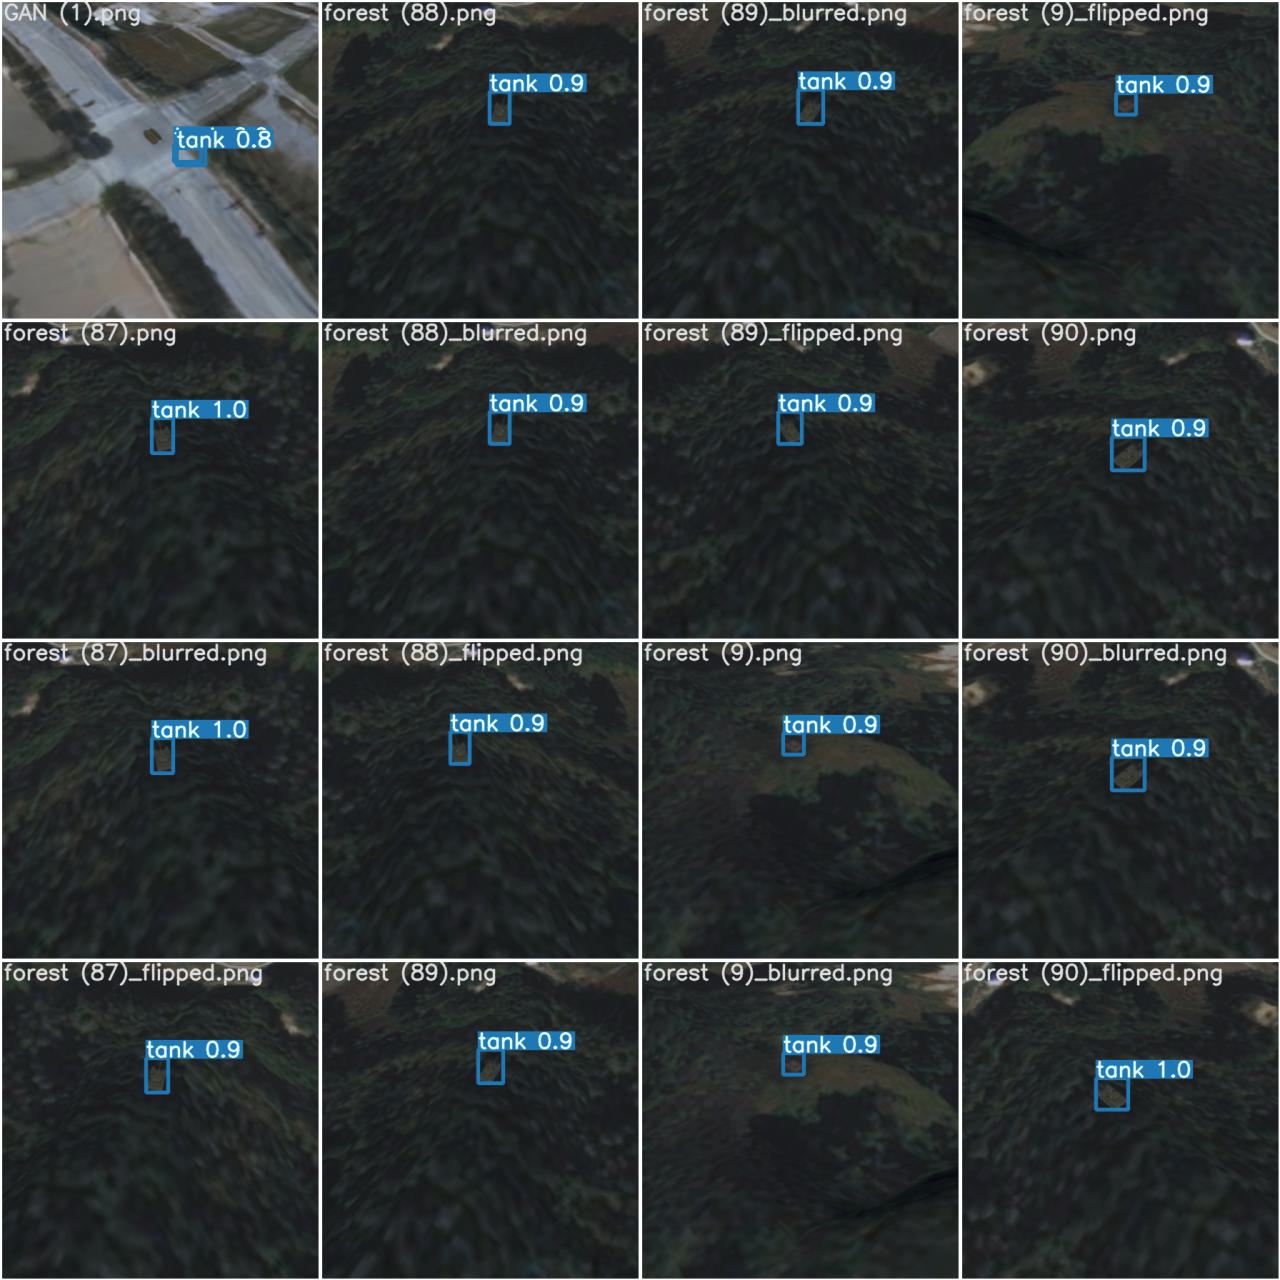 GAN (1).png
tank 0.8
forest (88).png
tank 0.9
forest (89)_blurred.png
tank 0.9
forest (9)_flipped.png
tank 0.9
forest (87).png
tank 1.0
forest (88)_blurred.png
tank 0.9
forest (89)_flipped.png
tank 0.9
forest (90).png
tank 0.9
forest (87)_blurred.png
tank 1.0
forest (88)_flipped.png
tank 0.9
forest (9).png
tank 0.9
forest (90)_blurred.png
tank 0.9
forest (87)_flipped.png
tank 0.9
forest (89).png
tank 0.9
forest (9)_blurred.png
tank 0.9
forest (90)_flipped.png
tank 1.0